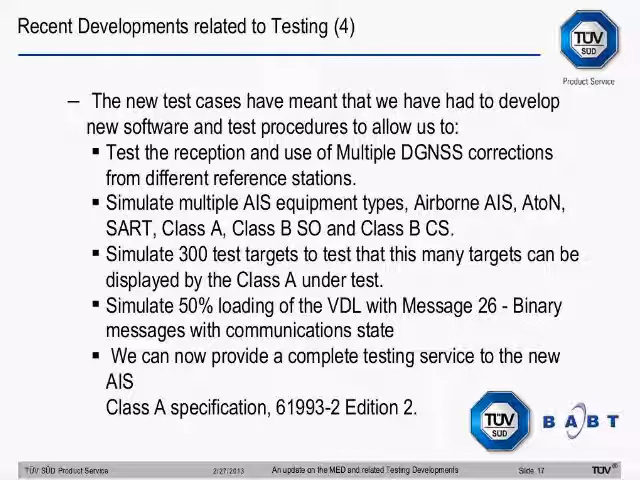 Recent Developments related to Testing (4)
TÜV
SÜD
Product Service
– The new test cases have meant that we have had to develop
new software and test procedures to allow us to:
▪ Test the reception and use of Multiple DGNSS corrections
from different reference stations.
▪ Simulate multiple AIS equipment types, Airborne AIS, AtoN,
SART, Class A, Class B SO and Class B CS.
▪ Simulate 300 test targets to test that this many targets can be
displayed by the Class A under test.
▪ Simulate 50% loading of the VDL with Message 26 - Binary
messages with communications state
▪ We can now provide a complete testing service to the new
AIS
Class A specification, 61993-2 Edition 2.
TÜV
SÜD
BABT
TÜV SÜD Product Service 2/27/2013 An update on the MED and related Testing Developments Slide 17 TÜV®